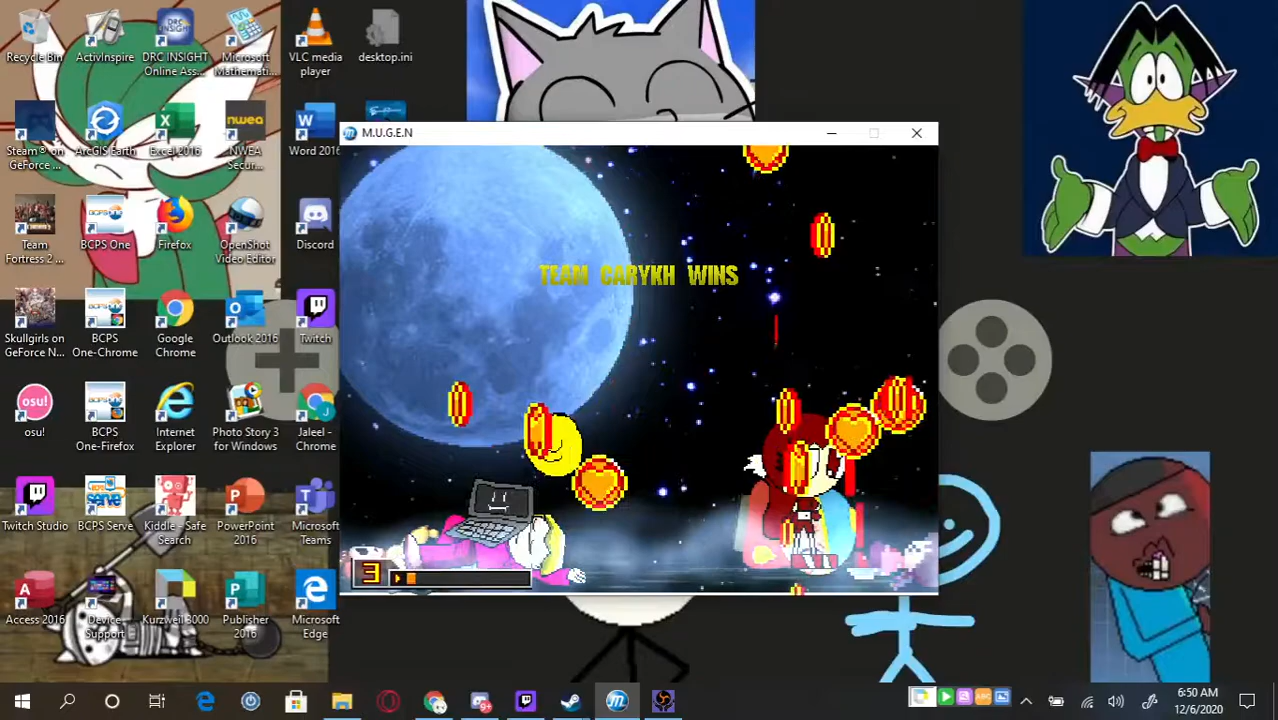 Recycle Bin
ActivInspire
DRC INSIGHT
Online Ass...
Microsoft
Mathemati...
VLC media
player
desktop.ini
Steam® on
GeForce ...
ArcGIS Earth
Excel 2016
nwea
NWEA
Secur...
Word 2016
M.U.G.E.N
Team
Fortress 2 ...
BCPS One
Firefox
OpenShot
Video Editor
Discord
TEAM CARYKH WINS
Skullgirls on
GeForce N...
BCPS
One-Chrome
Google
Chrome
Outlook 2016
Twitch
osu!
osu!
BCPS
One-Firefox
Internet
Explorer
Photo Story 3
for Windows
Jaleel -
Chrome
Twitch Studio
BCPS Serve
Kiddle - Safe
Search
PowerPoint
2016
Microsoft
Teams
3
Access 2016
Device
Support
Kurzweil 3000
Publisher
2016
Microsoft
Edge
6:50 AM
12/6/2020